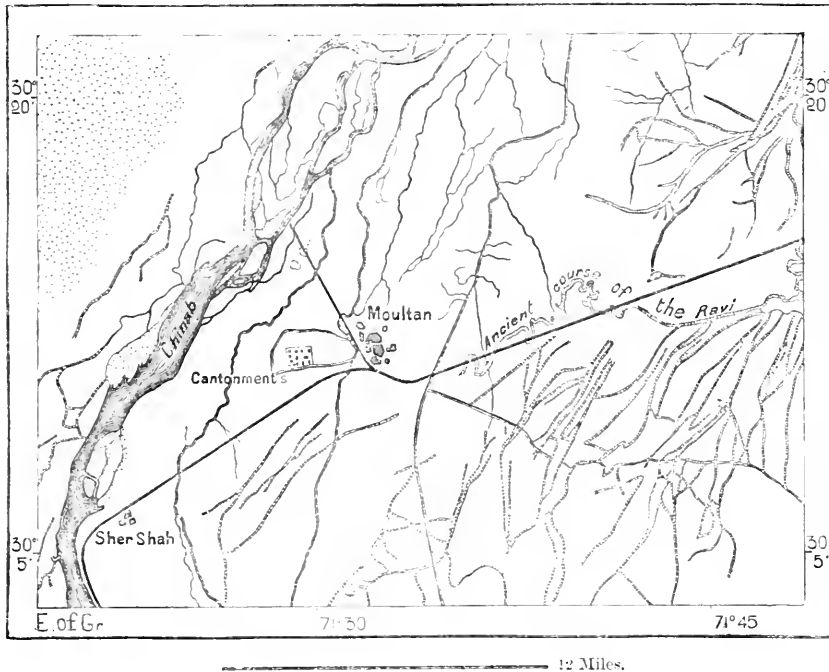 30°
20'
30°
20'
Chinab
Moultan
Ancient course of the Ravi
Cantonments
Sher Shah
30°
5'
30°
5'
E. of Gr
71·30
71°45
12 Miles.